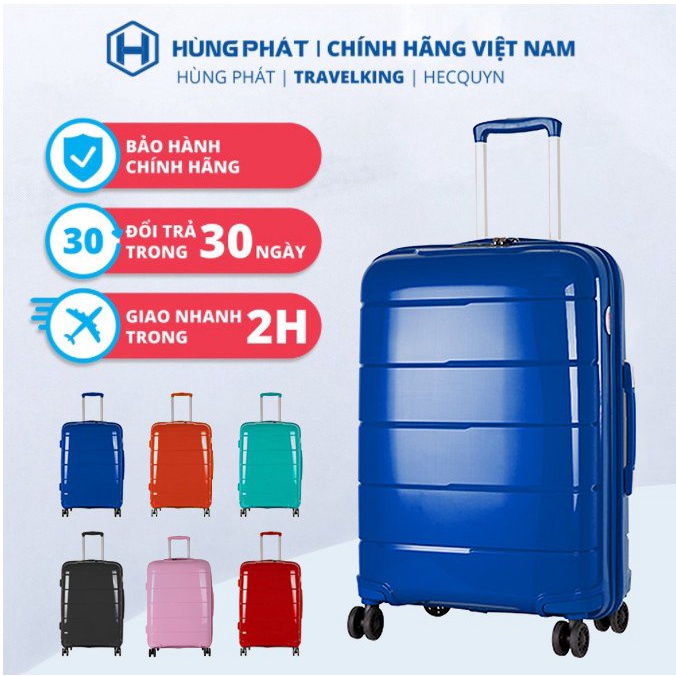 HÙNG PHÁT | CHÍNH HÃNG VIỆT NAM
HÙNG PHÁT | TRAVELKING | HECQUYN
BẢO HÀNH
CHÍNH HÃNG
30
ĐỔI TRẢ
TRONG 30 NGÀY
GIAO NHANH
TRONG 2H